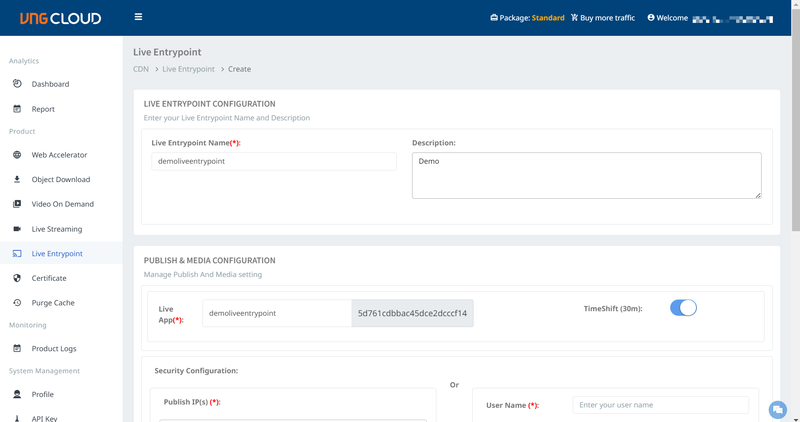 VNG CLOUD
Package: Standard
Buy more traffic
Welcome
Analytics
Dashboard
Report
Product
Web Accelerator
Object Download
Video On Demand
Live Streaming
Live Entrypoint
Certificate
Purge Cache
Monitoring
Product Logs
System Management
Profile
API Key
Live Entrypoint
CDN > Live Entrypoint > Create
LIVE ENTRYPOINT CONFIGURATION
Enter your Live Entrypoint Name and Description
Live Entrypoint Name(*):
demoliveentrypoint
Description:
Demo
PUBLISH & MEDIA CONFIGURATION
Manage Publish And Media setting
Live
App(*):
demoliveentrypoint
5d761cdbbac45dce2dcccf14
TimeShift (30m):
Security Configuration:
Publish IP(s) (*):
Or
User Name (*):
Enter your user name